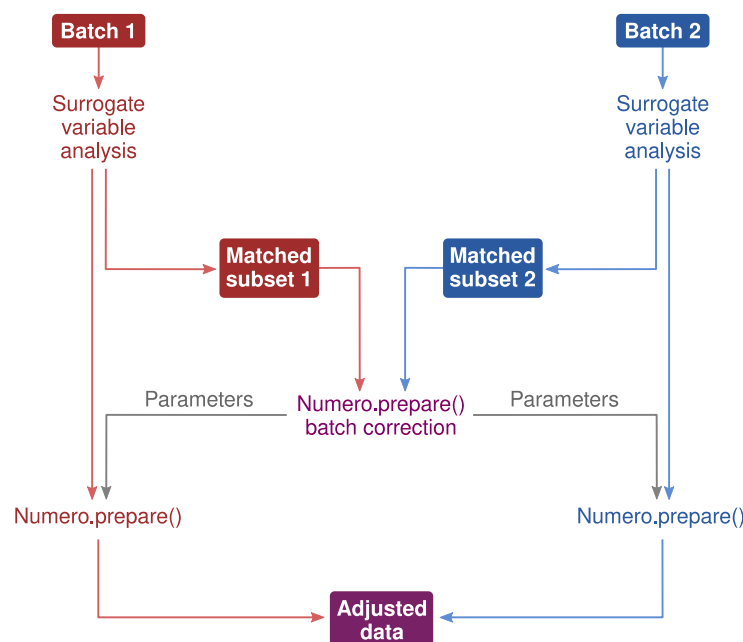 Batch 1
Batch 2
Surrogate
variable
analysis
Surrogate
variable
analysis
Matched
subset 1
Matched
subset 2
Parameters
Numero.prepare()
batch correction
Parameters
Numero.prepare()
Numero.prepare()
Adjusted
data